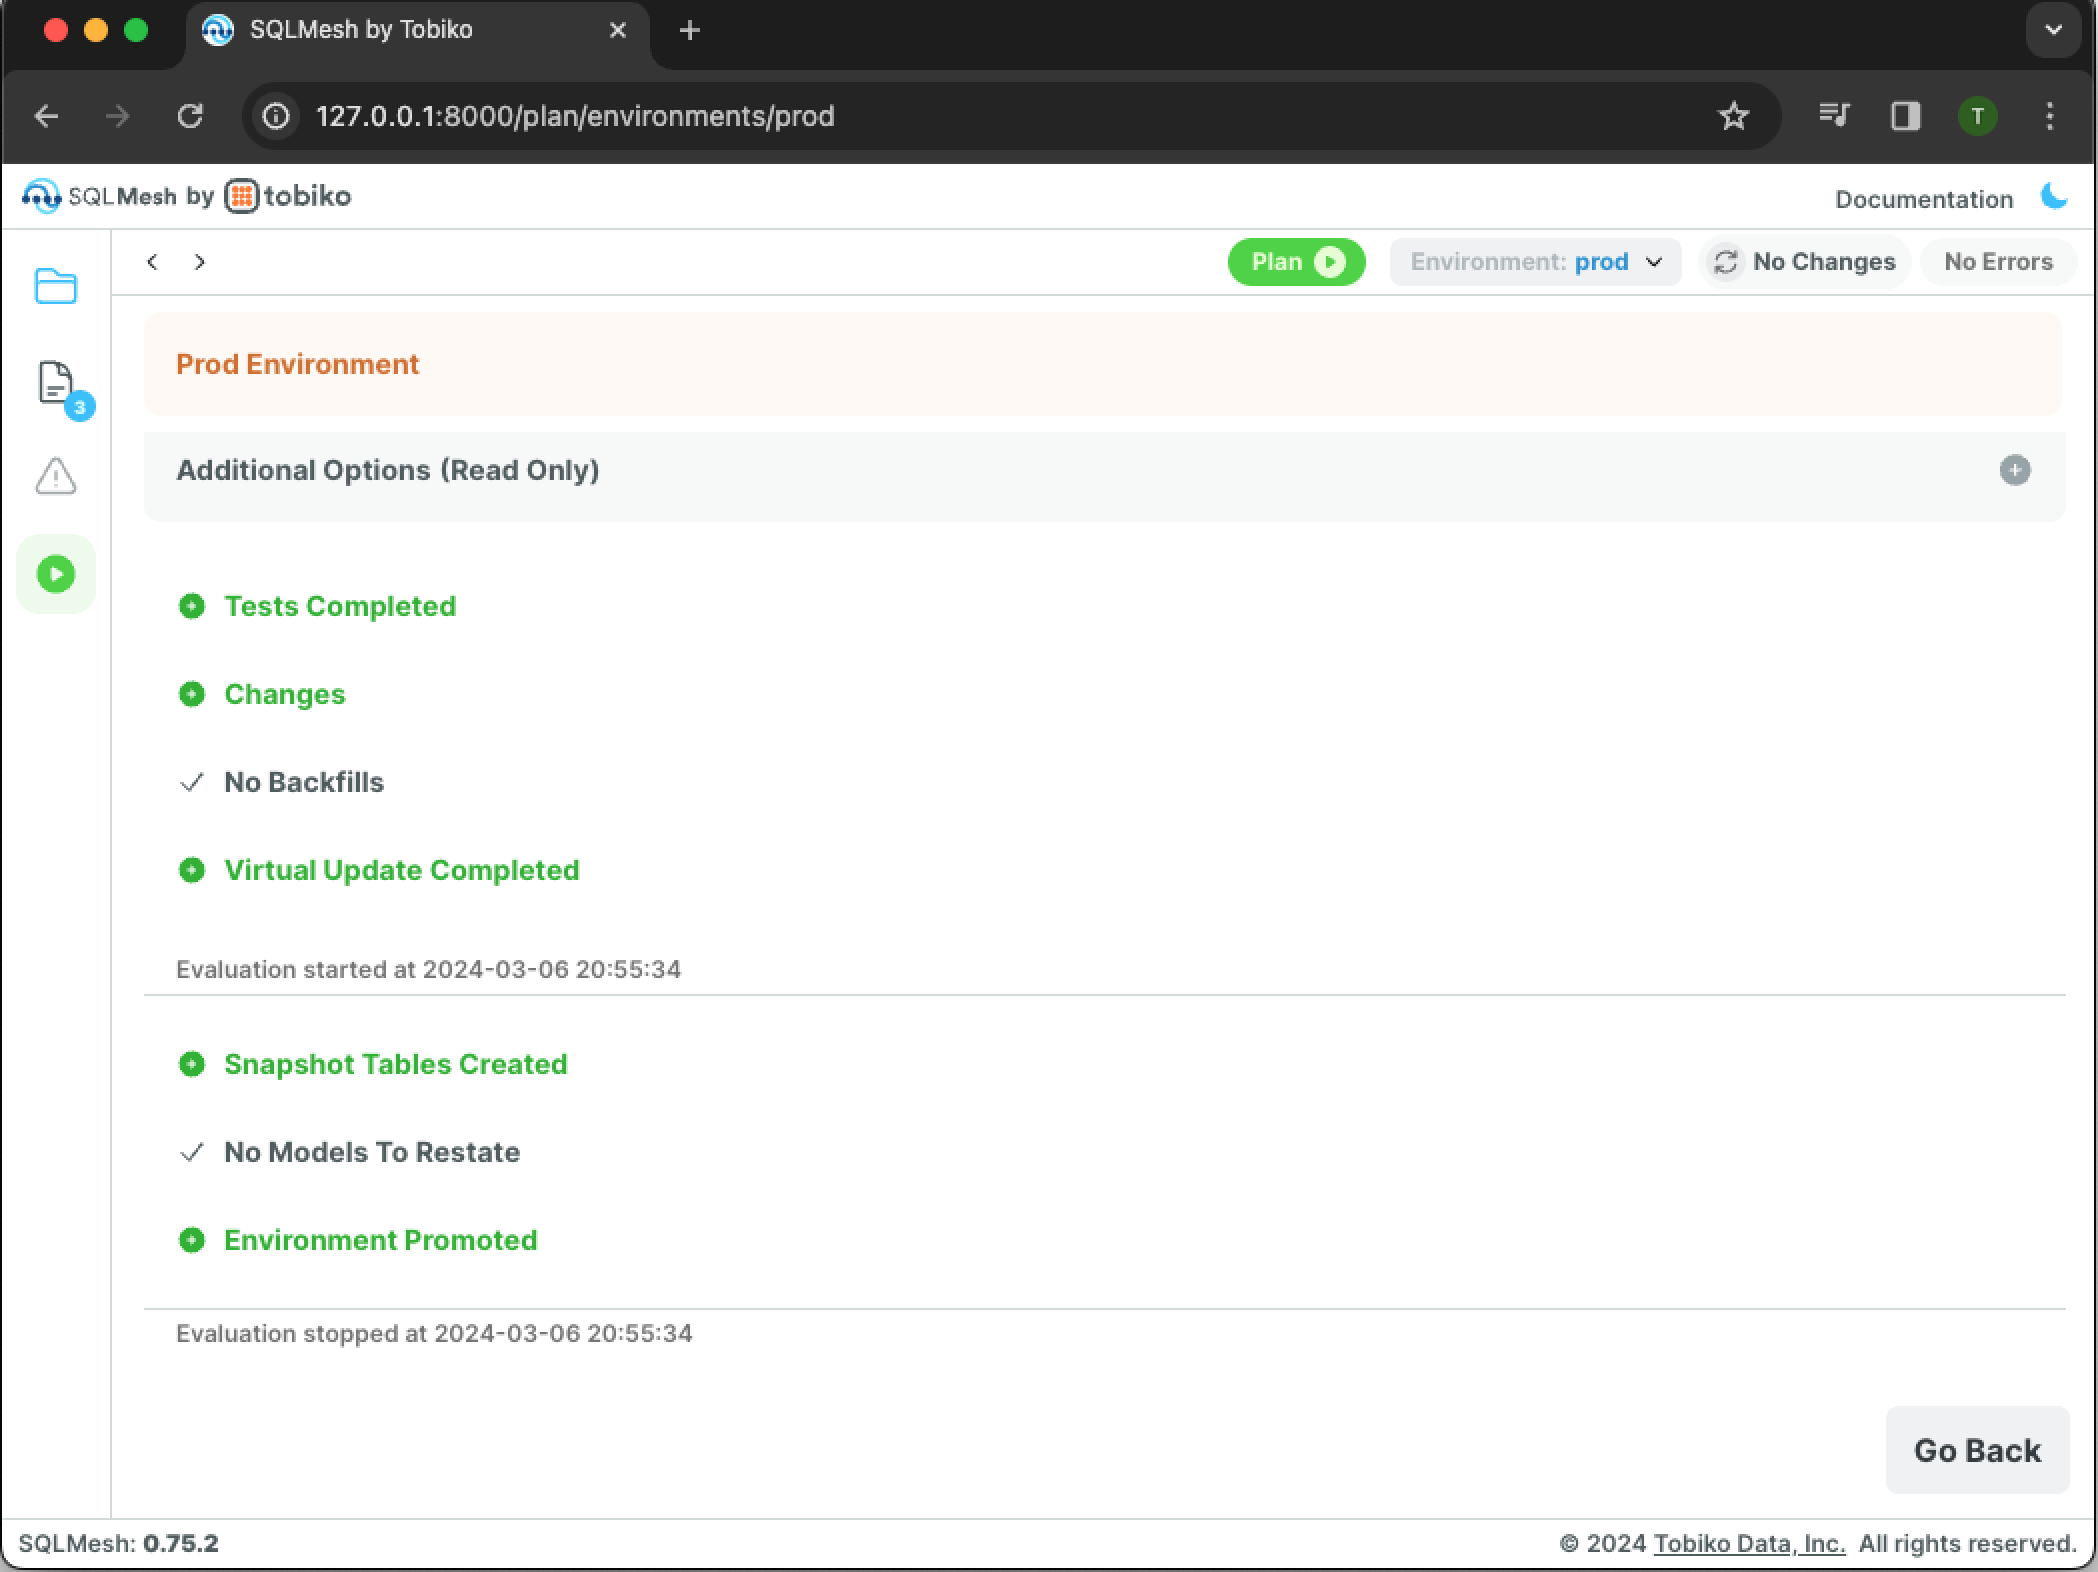 SQLMesh by Tobiko
127.0.0.1:8000/plan/environments/prod
T
SQLMesh by tobiko
Documentation
Plan
Environment: prod
No Changes
No Errors
3
Prod Environment
Additional Options (Read Only)
Tests Completed
Changes
No Backfills
Virtual Update Completed
Evaluation started at 2024-03-06 20:55:34
Snapshot Tables Created
No Models To Restate
Environment Promoted
Evaluation stopped at 2024-03-06 20:55:34
Go Back
SQLMesh: 0.75.2
© 2024 Tobiko Data, Inc. All rights reserved.